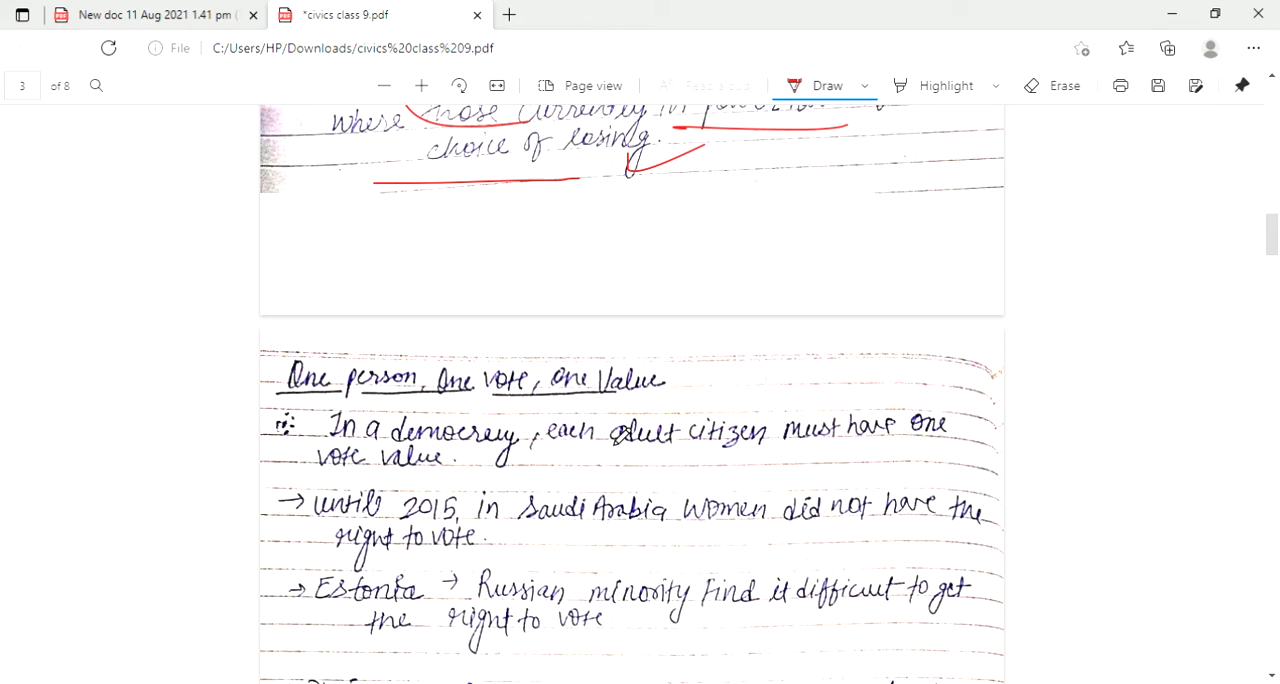 New doc 11 Aug 2021 1.41 pm (
*civics class 9.pdf
File
C:/Users/HP/Downloads/civics%20class%209.pdf
3 of 8
Page view
Draw
Highlight
Erase
where those currently in
choice of losing.
One person, One vote, One Value
In a democracy, each adult citizen must have One
vote value.
→ Until 2015, in Saudi Arabia Women did not have the
right to vote.
→ Estonia → Russian minority Find it difficult to get
the right to vote